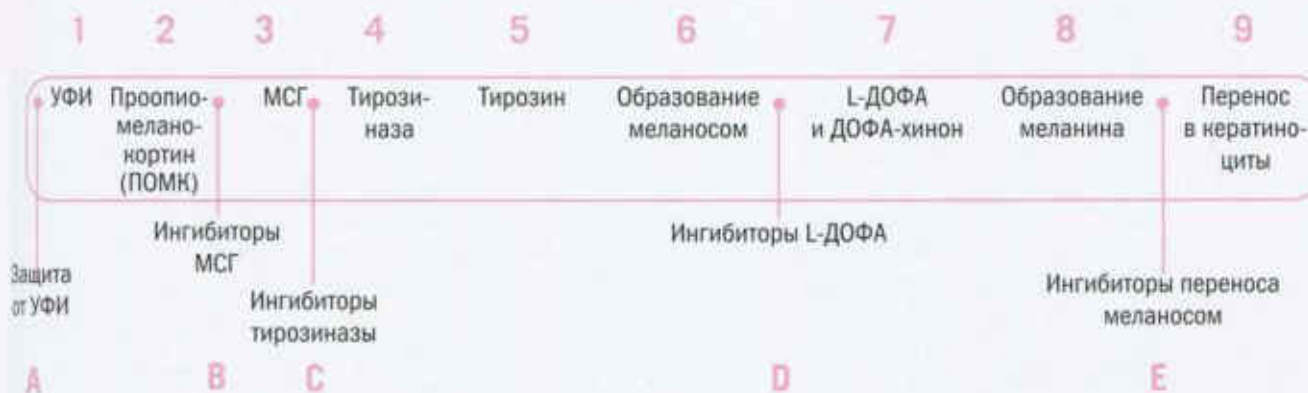 1 2 3 4 5 6 7 8 9
УФИ Проопио- МСГ Тирози- Тирозин Образование L-ДОФА Образование Перенос
мелано- наза меланосом и ДОФА-хинон меланина в кератино-
кортин циты
(ПОМК)
Ингибиторы Ингибиторы L-ДОФА
МСГ
Защита Ингибиторы переноса
от УФИ Ингибиторы меланосом
тирозиназы
A B C D E